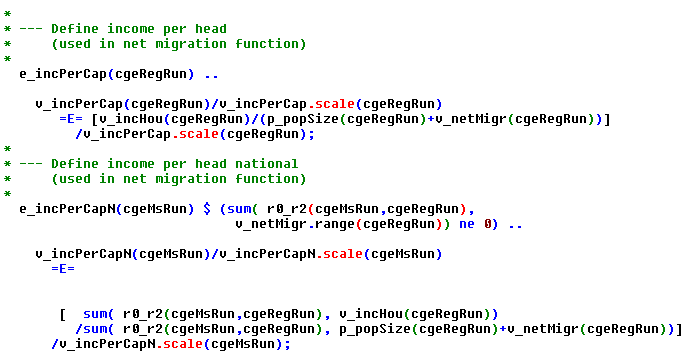 *
* --- Define income per head
*     (used in net migration function)
*
  e_incPerCap(cgeRegRun) ..
    v_incPerCap(cgeRegRun)/v_incPerCap.scale(cgeRegRun)
       =E= [v_incHou(cgeRegRun)/(p_popSize(cgeRegRun)+v_netMigr(cgeRegRun))]
         /v_incPerCap.scale(cgeRegRun);
*
* --- Define income per head national
*     (used in net migration function)
*
  e_incPerCapN(cgeMsRun) $ (sum( r0_r2(cgeMsRun,cgeRegRun),
                             v_netMigr.range(cgeRegRun)) ne 0) ..
    v_incPerCapN(cgeMsRun)/v_incPerCapN.scale(cgeMsRun)
      =E=
       [  sum( r0_r2(cgeMsRun,cgeRegRun), v_incHou(cgeRegRun))
         /sum( r0_r2(cgeMsRun,cgeRegRun), p_popSize(cgeRegRun)+v_netMigr(cgeRegRun))]
      /v_incPerCapN.scale(cgeMsRun);